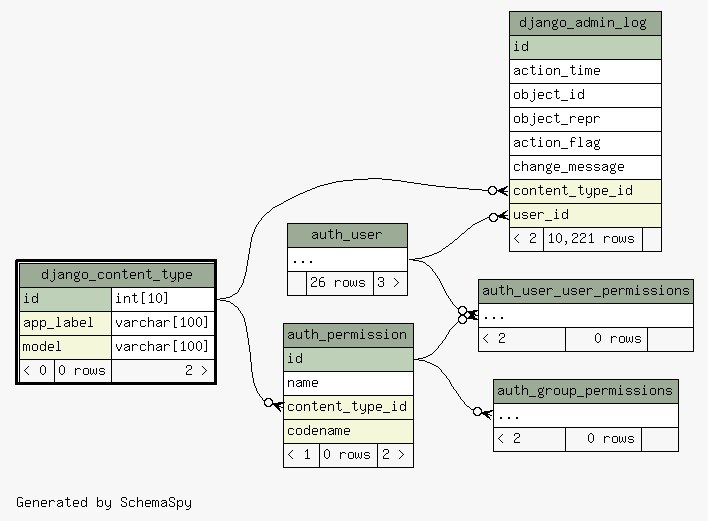 django_admin_log
id
action_time
object_id
object_repr
action_flag
change_message
content_type_id
user_id
< 2 10,221 rows
auth_user
...
26 rows 3 >
django_content_type
id int[10]
app_label varchar[100]
model varchar[100]
< 0 0 rows 2 >
auth_permission
id
name
content_type_id
codename
< 1 0 rows 2 >
auth_user_user_permissions
...
< 2 0 rows
auth_group_permissions
...
< 2 0 rows
Generated by SchemaSpy